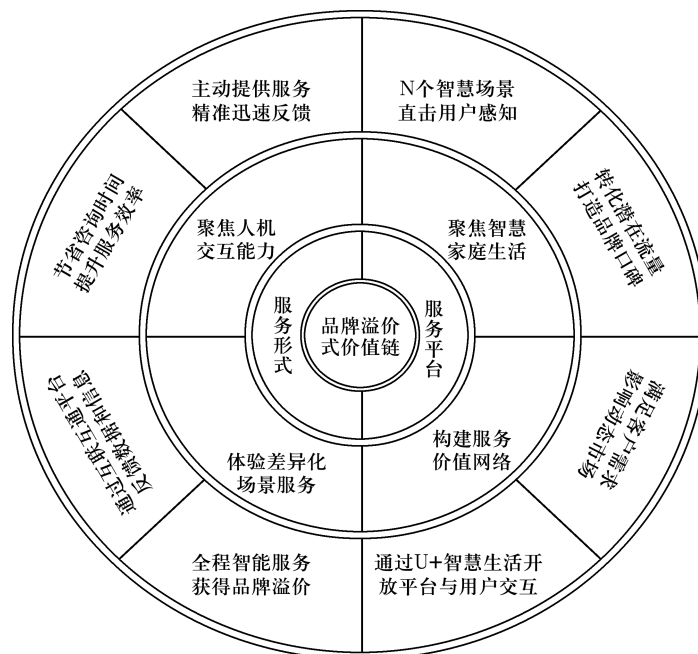 主动提供服务
精准迅速反馈
N个智慧场景
直击用户感知
节省咨询时间
提升服务效率
聚焦人机
交互能力
聚焦智慧
家庭生活
转化潜在流量
打造品牌口碑
服务形式
品牌溢价
式价值链
服务平台
通过互联互通平台
反馈数据和信息
体验差异化
场景服务
构建服务
价值网络
满足客户需求
影响动态市场
全程智能服务
获得品牌溢价
通过U+智慧生活开
放平台与用户交互